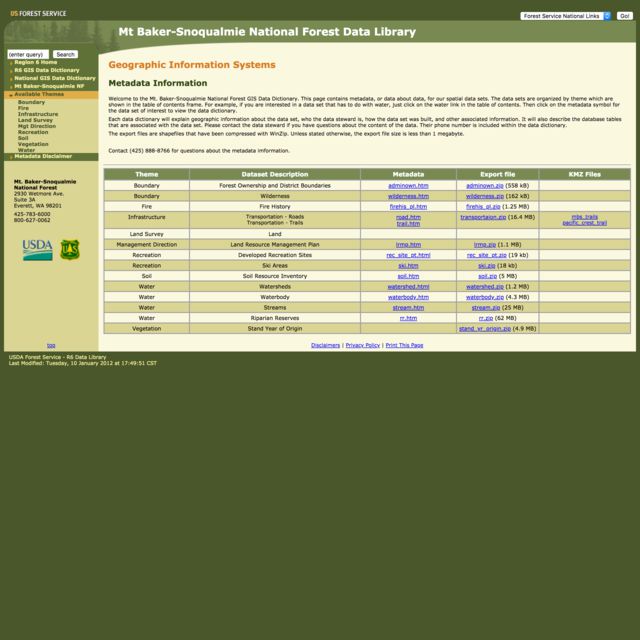 US FOREST SERVICE
Forest Service National Links Go!
Mt Baker-Snoqualmie National Forest Data Library
(enter query) Search
Region 6 Home
R6 GIS Data Dictionary
National GIS Data Dictionary
Mt Baker-Snoqualmie NF
Available Themes
Boundary
Fire
Infrastructure
Land Survey
Mgt Direction
Recreation
Soil
Vegetation
Water
Metadata Disclaimer
Mt. Baker-Snoqualmie
National Forest
2930 Wetmore Ave.
Suite 3A
Everett, WA 98201
425-783-6000
800-627-0062
USDA
top
Geographic Information Systems
Metadata Information
Welcome to the Mt. Baker-Snoqualmie National Forest GIS Data Dictionary. This page contains metadata, or data about data, for our spatial data sets. The data sets are organized by theme which are
shown in the table of contents frame. For example, if you are interested in a data set that has to do with water, just click on the water link in the table of contents. Then click on the metadata symbol for
the data set of interest to view the data dictionary.
Each data dictionary will explain geographic information about the data set, who the data steward is, how the data set was built, and other associated information. It will also describe the database tables
that are associated with the data set. Please contact the data steward if you have questions about the content of the data. Their phone number is included within the data dictionary.
The export files are shapefiles that have been compressed with WinZip. Unless stated otherwise, the export file size is less than 1 megabyte.
Contact (425) 888-8766 for questions about the metadata imformation.
Theme Dataset Description Metadata Export file KMZ Files
Boundary Forest Ownership and District Boundaries adminown.htm adminown.zip (558 kB)
Boundary Wilderness wilderness.htm wilderness.zip (162 kB)
Fire Fire History firehis_pl.htm firehis_pl.zip (1.25 MB)
Infrastructure Transportation - Roads road.htm transportaion.zip (16.4 MB) mbs_trails
Transportation - Trails trail.htm pacific_crest_trail
Land Survey Land
Management Direction Land Resource Management Plan lrmp.htm lrmp.zip (1.1 MB)
Recreation Developed Recreation Sites rec_site_pt.html rec_site_pt.zip (19 kb)
Recreation Ski Areas ski.htm ski.zip (18 kb)
Soil Soil Resource Inventory soil.htm soil.zip (5 MB)
Water Watersheds watershed.html watershed.zip (1.2 MB)
Water Waterbody waterbody.htm waterbody.zip (4.3 MB)
Water Streams stream.htm stream.zip (25 MB)
Water Riparian Reserves rr.htm rr.zip (62 MB)
Vegetation Stand Year of Origin stand_yr_origin.zip (4.9 MB)
Disclaimers | Privacy Policy | Print This Page
USDA Forest Service - R6 Data Library
Last Modified: Tuesday, 10 January 2012 at 17:49:51 CST